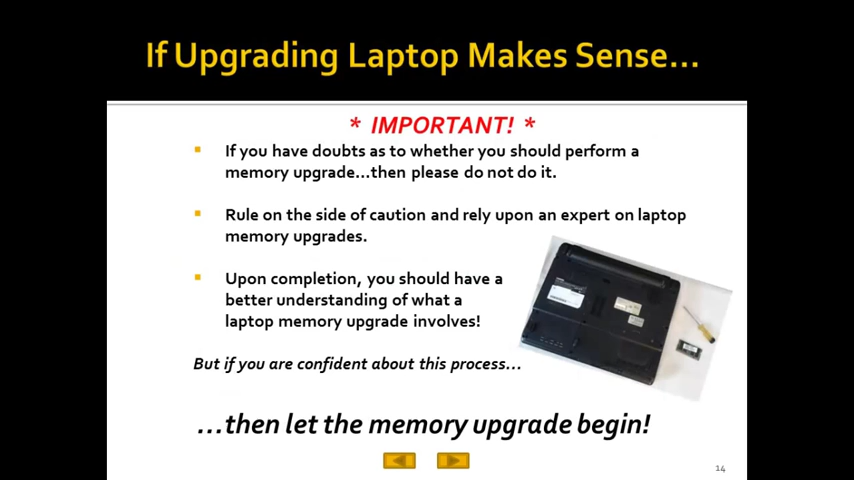 If Upgrading Laptop Makes Sense...
* IMPORTANT! *
If you have doubts as to whether you should perform a
memory upgrade...then please do not do it.
Rule on the side of caution and rely upon an expert on laptop
memory upgrades.
Upon completion, you should have a
better understanding of what a
laptop memory upgrade involves!
But if you are confident about this process...
...then let the memory upgrade begin!
14